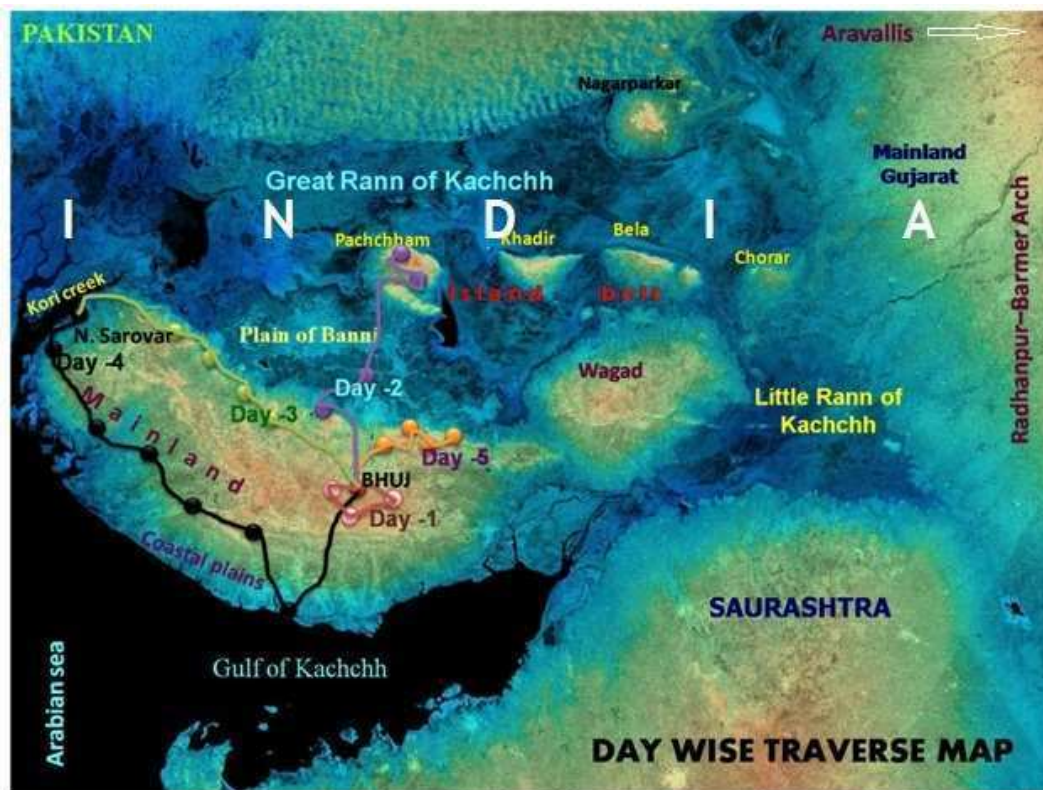 PAKISTAN
Aravallis
Nagarparkar
Mainland
Gujarat
Great Rann of Kachchh
I N D I A
Radhanpur-Barmer Arch
Pachchham
Khadir
Bela
Chorar
Island belt
Kori creek
N. Sarovar
Plain of Banni
Day -4
Wagad
Day -2
Little Rann of
Kachchh
Day -3
Mainland
Day -5
BHUJ
Day -1
Coastal plains
SAURASHTRA
Gulf of Kachchh
Arabian sea
DAY WISE TRAVERSE MAP